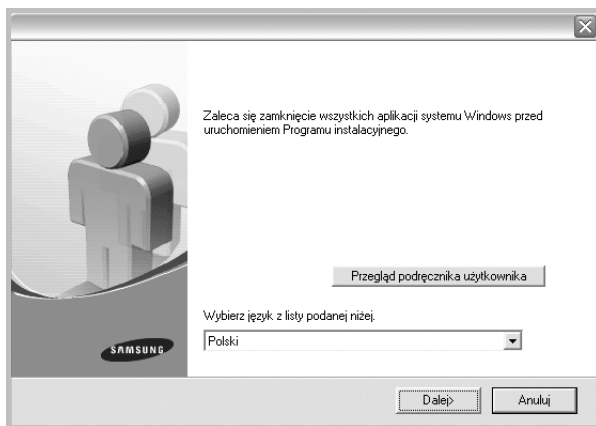 Zaleca się zamknięcie wszystkich aplikacji systemu Windows przed
uruchomieniem Programu instalacyjnego.
Przegląd podręcznika użytkownika
Wybierz język z listy podanej niżej.
Polski
SAMSUNG
Dalej>
Anuluj